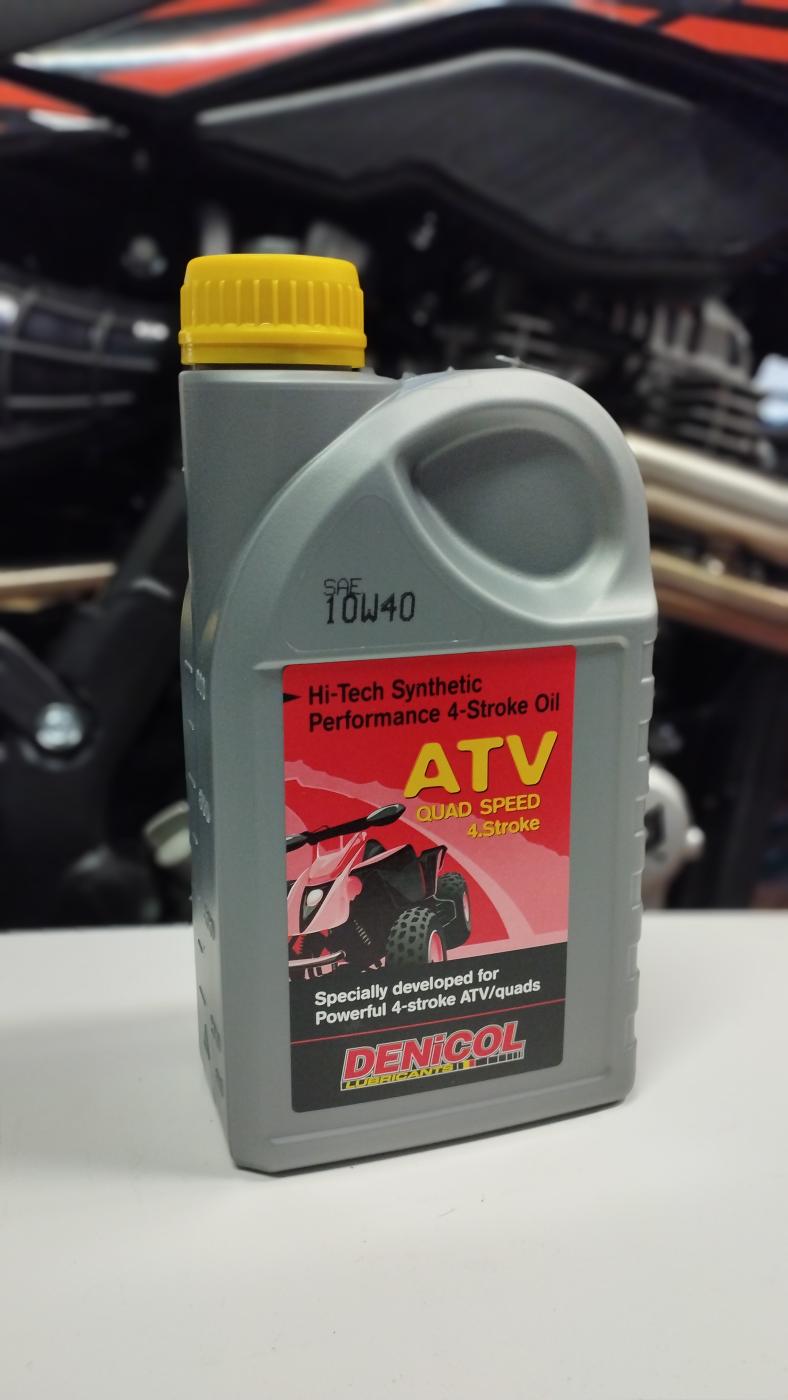 SAE
10W40
Hi-Tech Synthetic
Performance 4-Stroke Oil
ATV
QUAD SPEED
4.Stroke
Specially developed for
Powerful 4-stroke ATV/quads
DENiCOL
LUBRICANTS